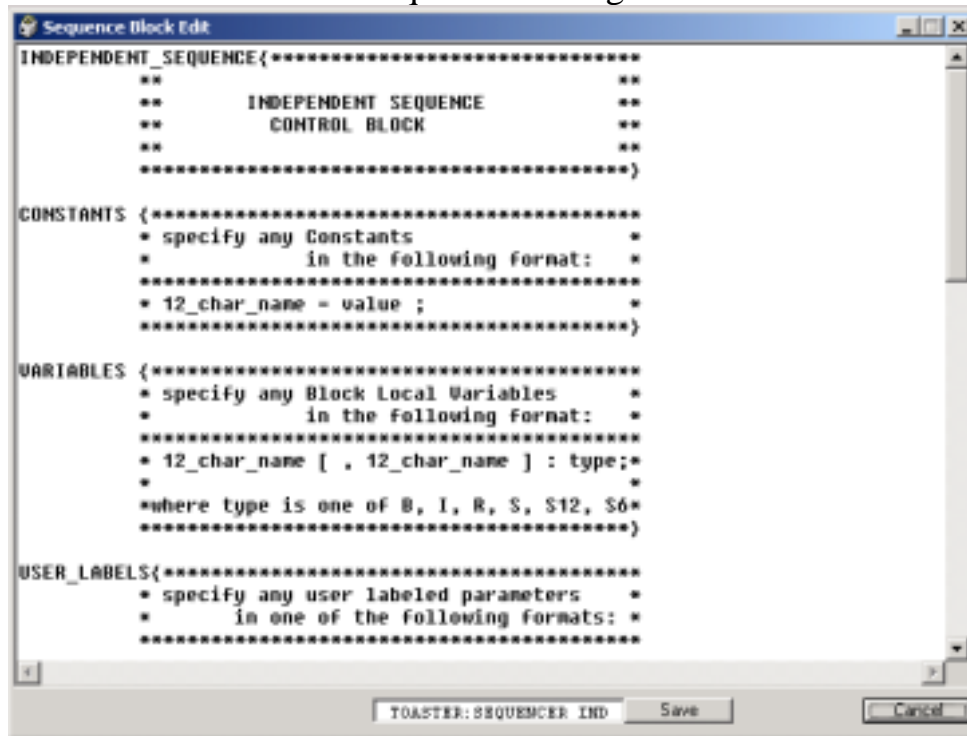 Sequence Block Edit
INDEPENDENT_SEQUENCE{*******************************
** **
** INDEPENDENT SEQUENCE **
** CONTROL BLOCK **
** **
*****************************************}
CONSTANTS {*****************************************
* specify any Constants *
* in the following format: *
******************************************
* 12_char_name = value ; *
*****************************************}
VARIABLES {*****************************************
* specify any Block Local Variables *
* in the following format: *
******************************************
* 12_char_name [ , 12_char_name ] : type;*
* *
*where type is one of B, I, R, S, S12, S6*
*****************************************}
USER_LABELS{****************************************
* specify any user labeled parameters *
* in one of the following formats: *
******************************************
TOASTER:SEQUENCER IND
Save
Cancel